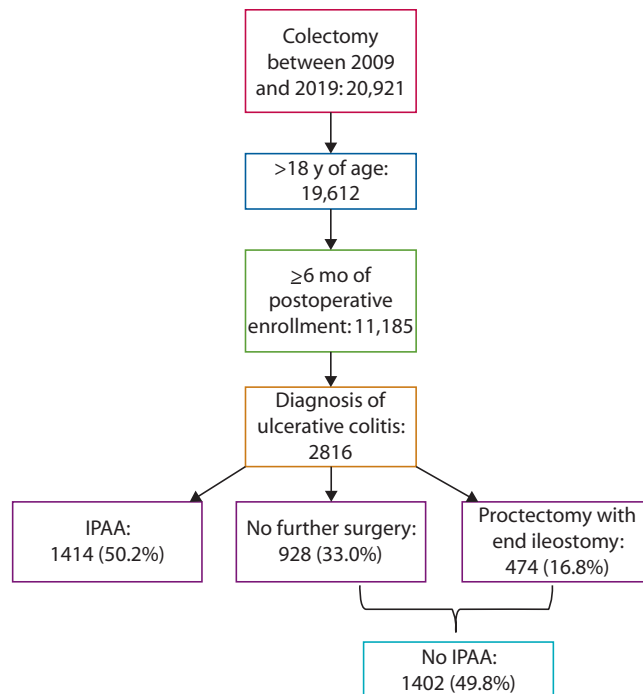 Colectomy
between 2009
and 2019: 20,921
>18 y of age:
19,612
≥6 mo of
postoperative
enrollment: 11,185
Diagnosis of
ulcerative colitis:
2816
IPAA:
1414 (50.2%)
No further surgery:
928 (33.0%)
Proctectomy with
end ileostomy:
474 (16.8%)
No IPAA:
1402 (49.8%)